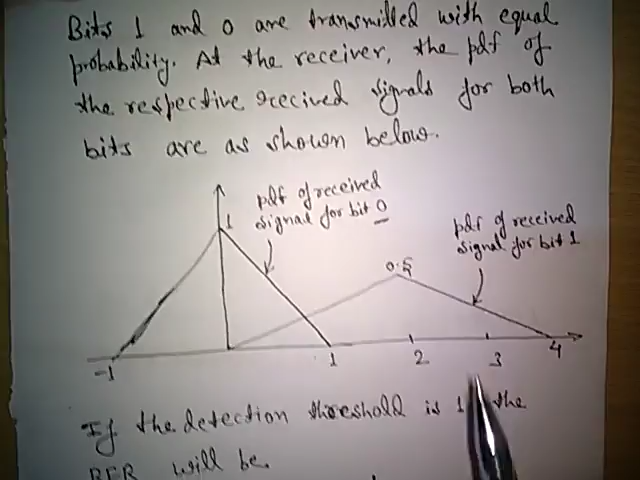 Bits 1 and 0 are transmitted with equal
probability. At the receiver, the pdf of
the respective recived signals for both
bits are as shown below.
pdf of received
signal for bit 0
pdf of received
signal for bit 1
1
0.5
-1
1
2
3
4
If the detection threshold is 1 the
BER will be